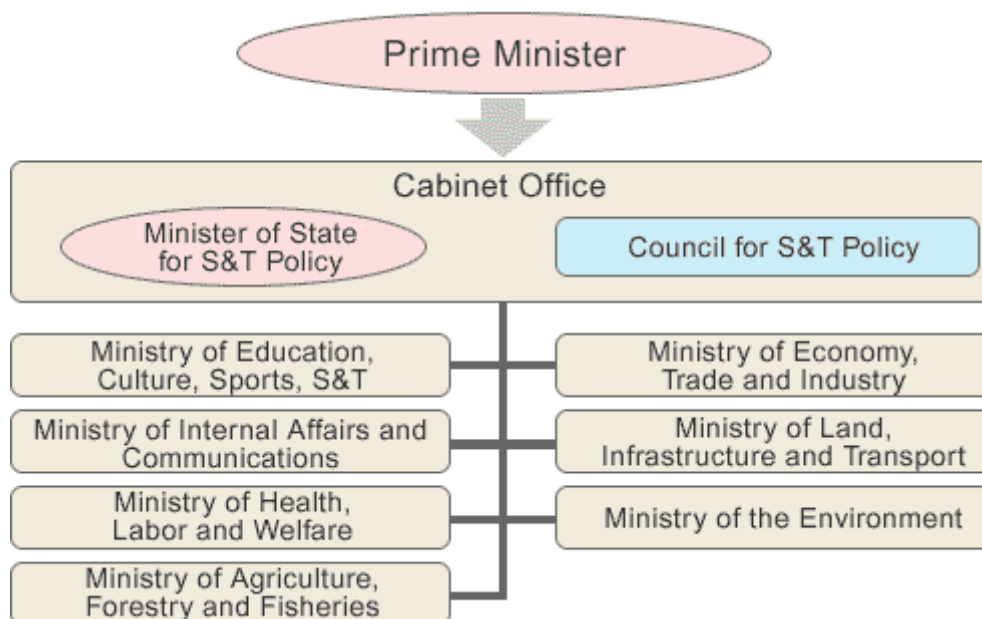 Prime Minister
Cabinet Office
Minister of State
for S&T Policy
Council for S&T Policy
Ministry of Education,
Culture, Sports, S&T
Ministry of Economy,
Trade and Industry
Ministry of Internal Affairs and
Communications
Ministry of Land,
Infrastructure and Transport
Ministry of Health,
Labor and Welfare
Ministry of the Environment
Ministry of Agriculture,
Forestry and Fisheries